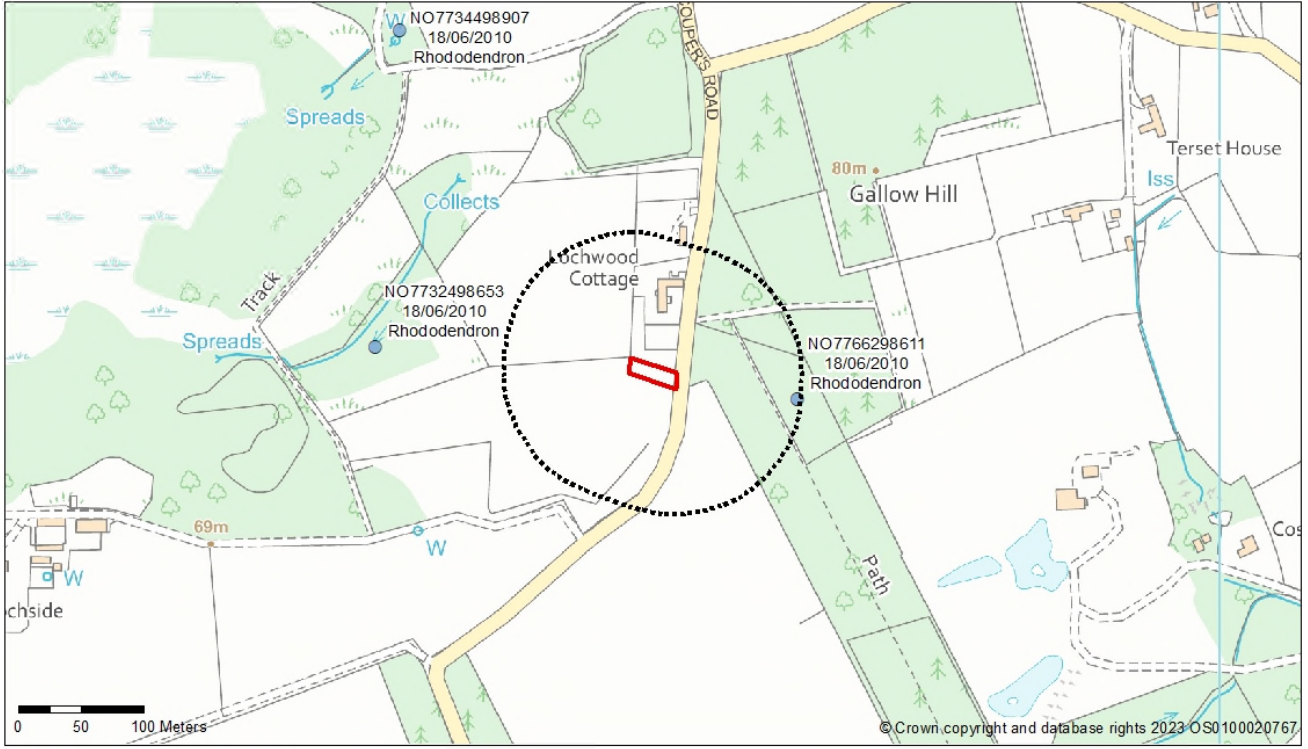 NO7734498907
18/06/2010
Rhododendron
W
Spreads
COUPER'S ROAD
Terset House
80m
Gallow Hill
Iss
Collects
Lochwood
Cottage
Track
NO7732498653
18/06/2010
Rhododendron
Spreads
NO7766298611
18/06/2010
Rhododendron
69m
W
W
Path
Cos
ochside
0 50 100 Meters
© Crown copyright and database rights 2023 OS0100020767